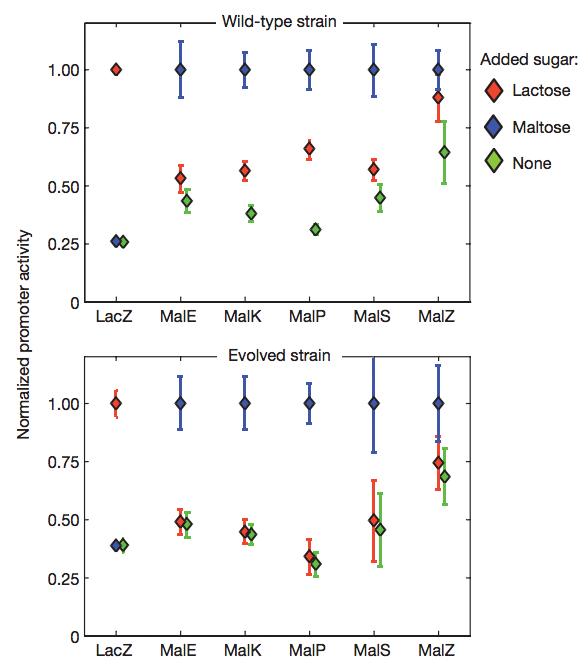 Wild-type strain
Added sugar:
Lactose
Maltose
None
1.00
0.75
0.50
0.25
0
LacZ MalE MalK MalP MalS MalZ
Normalized promoter activity
Evolved strain
1.00
0.75
0.50
0.25
0
LacZ MalE MalK MalP MalS MalZ